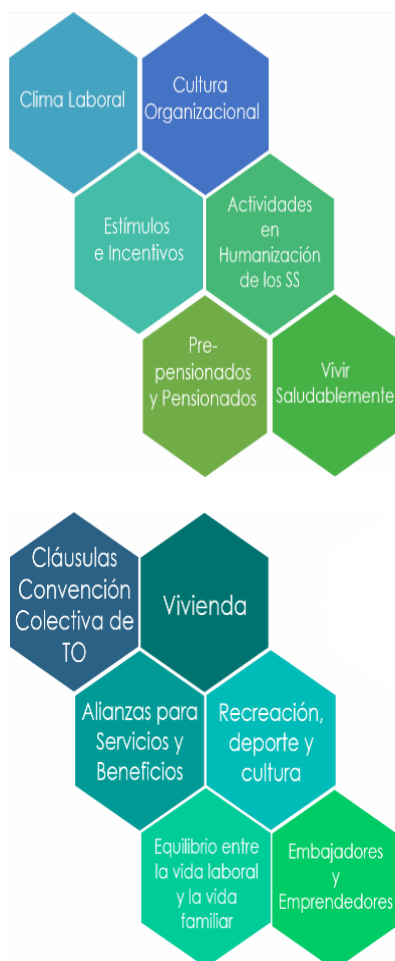 Clima Laboral
Cultura
Organizacional
Estímulos
e Incentivos
Actividades
en
Humanización
de los SS
Pre-
pensionados
y Pensionados
Vivir
Saludablemente
Cláusulas
Convención
Colectiva de
TO
Vivienda
Alianzas para
Servicios y
Beneficios
Recreación,
deporte y
cultura
Equilibrio entre
la vida laboral
y la vida
familiar
Embajadores
y
Emprendedores